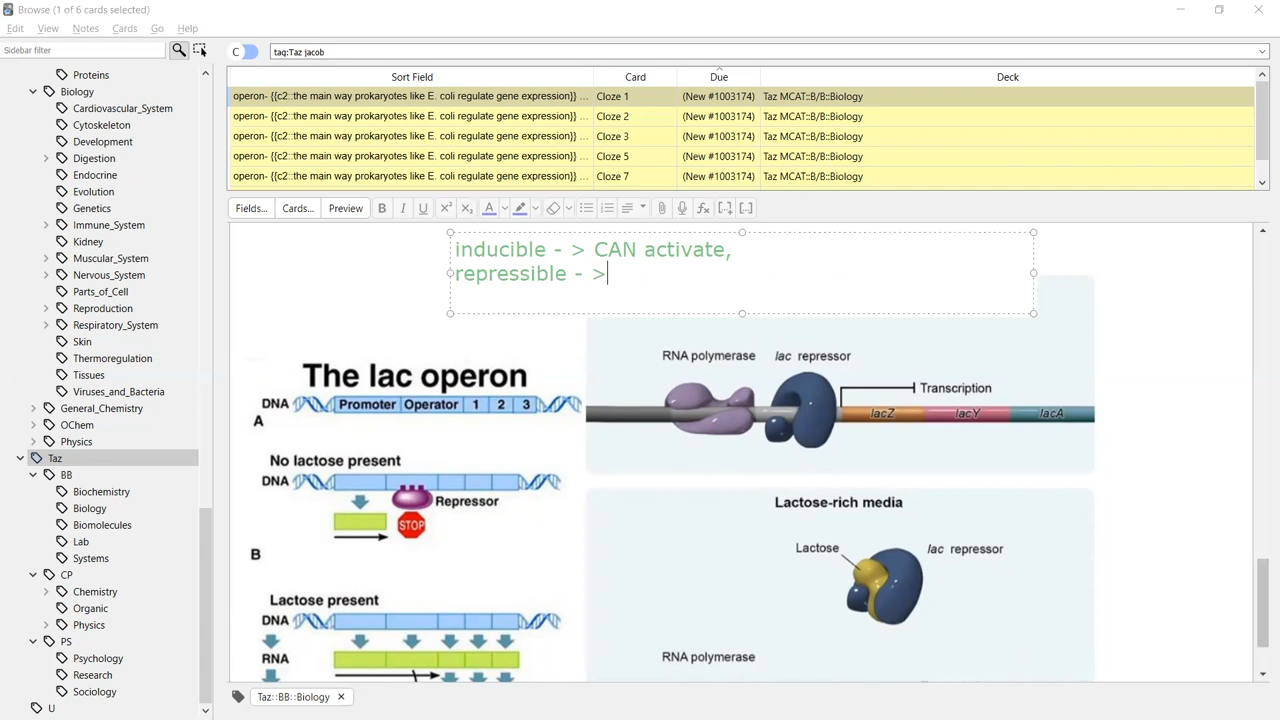 Browse (1 of 6 cards selected)
Edit View Notes Cards Go Help
Sidebar filter
C
tag:Taz jacob
Proteins
Biology
Cardiovascular_System
Cytoskeleton
Development
Digestion
Endocrine
Evolution
Genetics
Immune_System
Kidney
Muscular_System
Nervous_System
Parts_of_Cell
Reproduction
Respiratory_System
Skin
Thermoregulation
Tissues
Viruses_and_Bacteria
General_Chemistry
OChem
Physics
Taz
BB
Biochemistry
Biology
Biomolecules
Lab
Systems
CP
Chemistry
Organic
Physics
PS
Psychology
Research
Sociology
U
Sort Field Card Due Deck
operon- {{c2::the main way prokaryotes like E. coli regulate gene expression}} ... Cloze 1 (New #1003174) Taz MCAT::B/B::Biology
operon- {{c2::the main way prokaryotes like E. coli regulate gene expression}} ... Cloze 2 (New #1003174) Taz MCAT::B/B::Biology
operon- {{c2::the main way prokaryotes like E. coli regulate gene expression}} ... Cloze 3 (New #1003174) Taz MCAT::B/B::Biology
operon- {{c2::the main way prokaryotes like E. coli regulate gene expression}} ... Cloze 5 (New #1003174) Taz MCAT::B/B::Biology
operon- {{c2::the main way prokaryotes like E. coli regulate gene expression}} ... Cloze 7 (New #1003174) Taz MCAT::B/B::Biology
Fields... Cards... Preview B I U X² X₂ A
inducible - > CAN activate,
repressible - >
The lac operon
DNA Promoter Operator 1 2 3
A
No lactose present
DNA
Repressor
STOP
B
Lactose present
DNA
RNA
RNA polymerase lac repressor
Transcription
lacZ lacY lacA
Lactose-rich media
Lactose lac repressor
RNA polymerase
Taz::BB::Biology